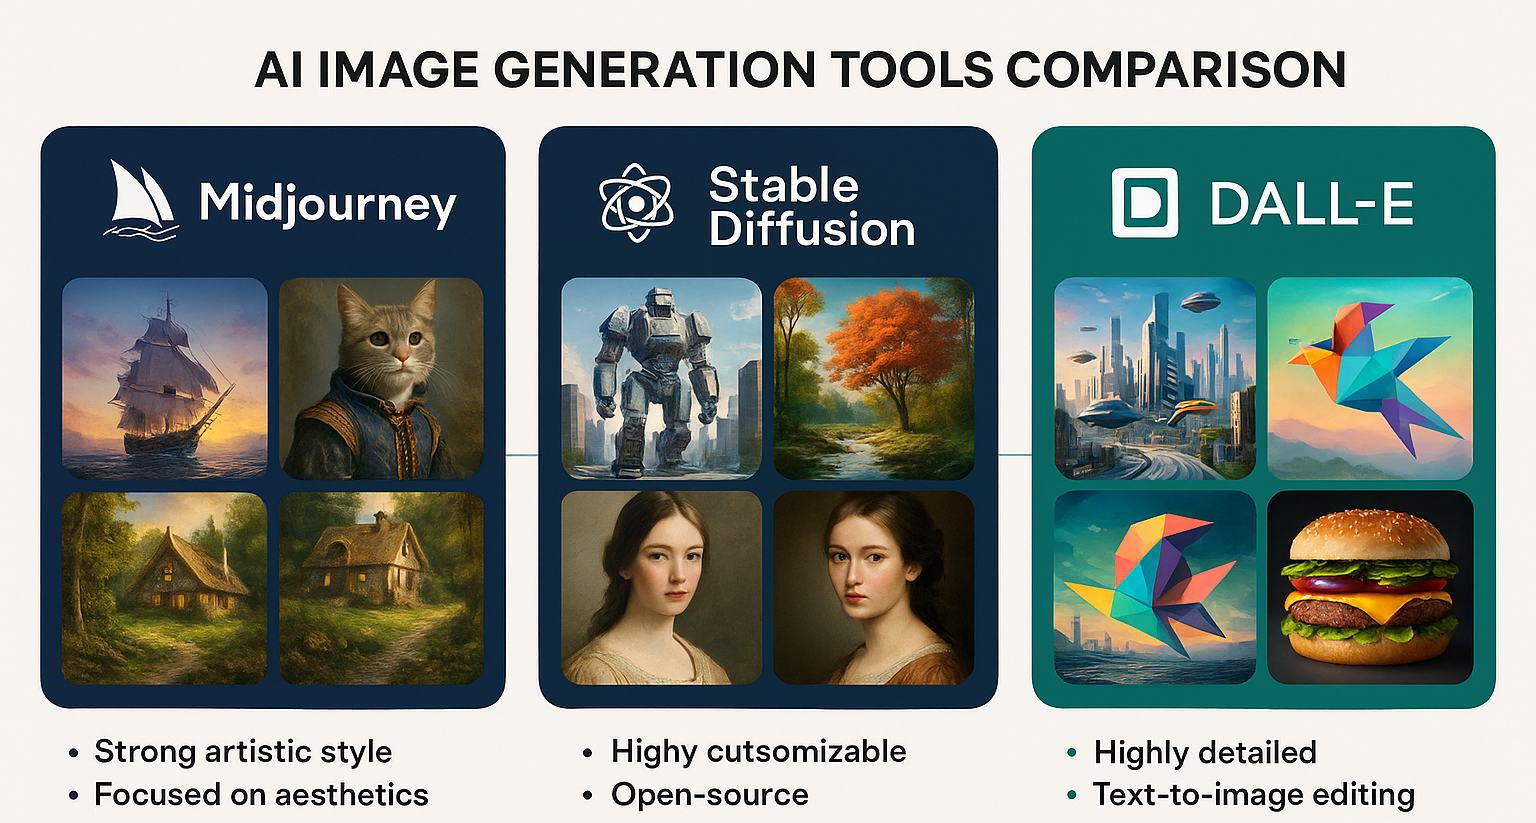 AI IMAGE GENERATION TOOLS COMPARISON
Midjourney
Stable
Diffusion
D
DALL-E
• Strong artistic style
• Focused on aesthetics
• Highy cutsomizable
• Open-source
• Highly detailed
• Text-to-image editing